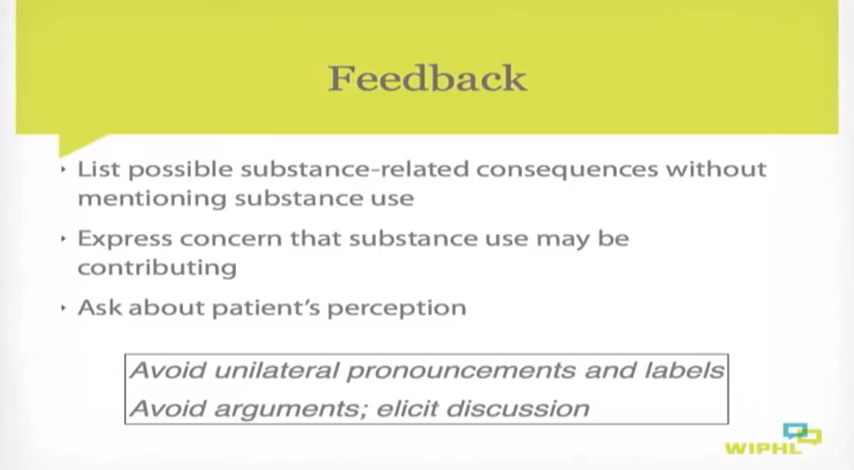 Feedback
‣ List possible substance-related consequences without
mentioning substance use
‣ Express concern that substance use may be
contributing
‣ Ask about patient’s perception
Avoid unilateral pronouncements and labels
Avoid arguments; elicit discussion
WIPHL